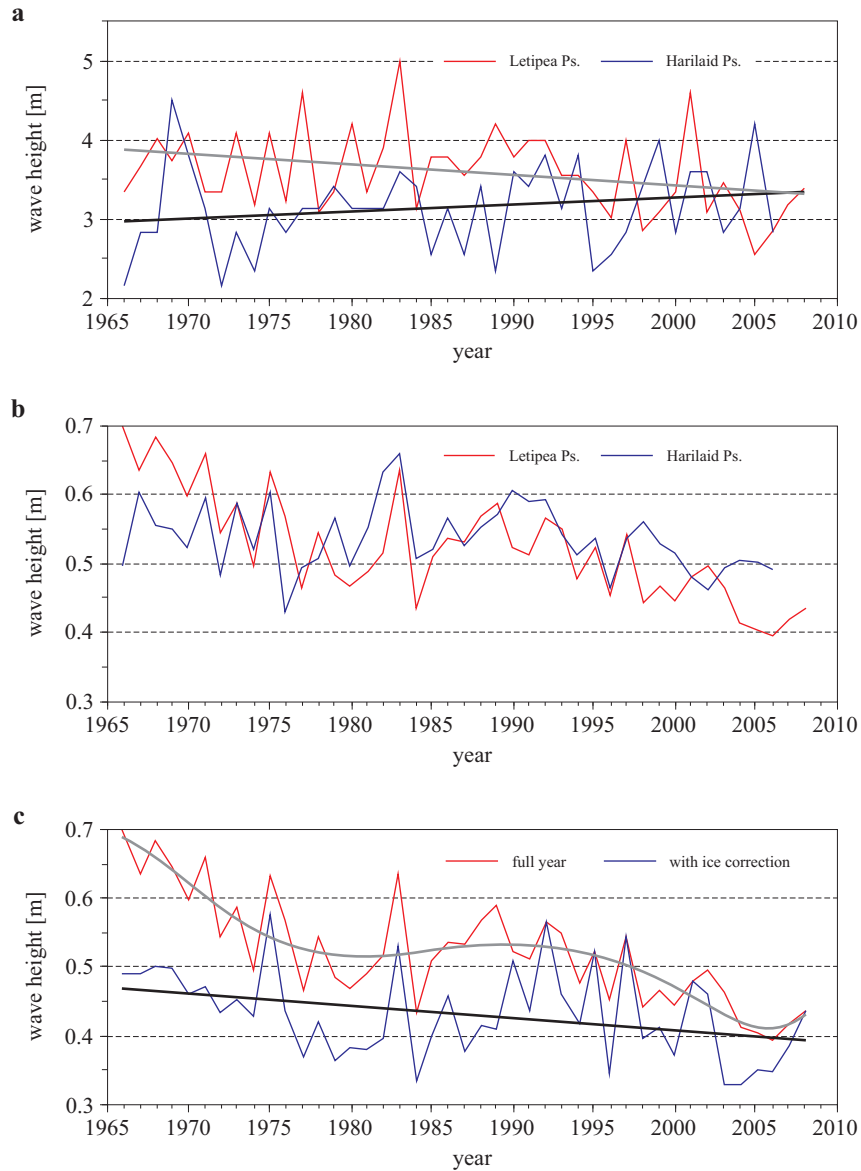 a
wave height [m]
5
4
3
2
Letipea Ps. Harilaid Ps.
1965 1970 1975 1980 1985 1990 1995 2000 2005 2010
year
b
wave height [m]
0.7
0.6
0.5
0.4
0.3
Letipea Ps. Harilaid Ps.
1965 1970 1975 1980 1985 1990 1995 2000 2005 2010
year
c
wave height [m]
0.7
0.6
0.5
0.4
0.3
full year with ice correction
1965 1970 1975 1980 1985 1990 1995 2000 2005 2010
year